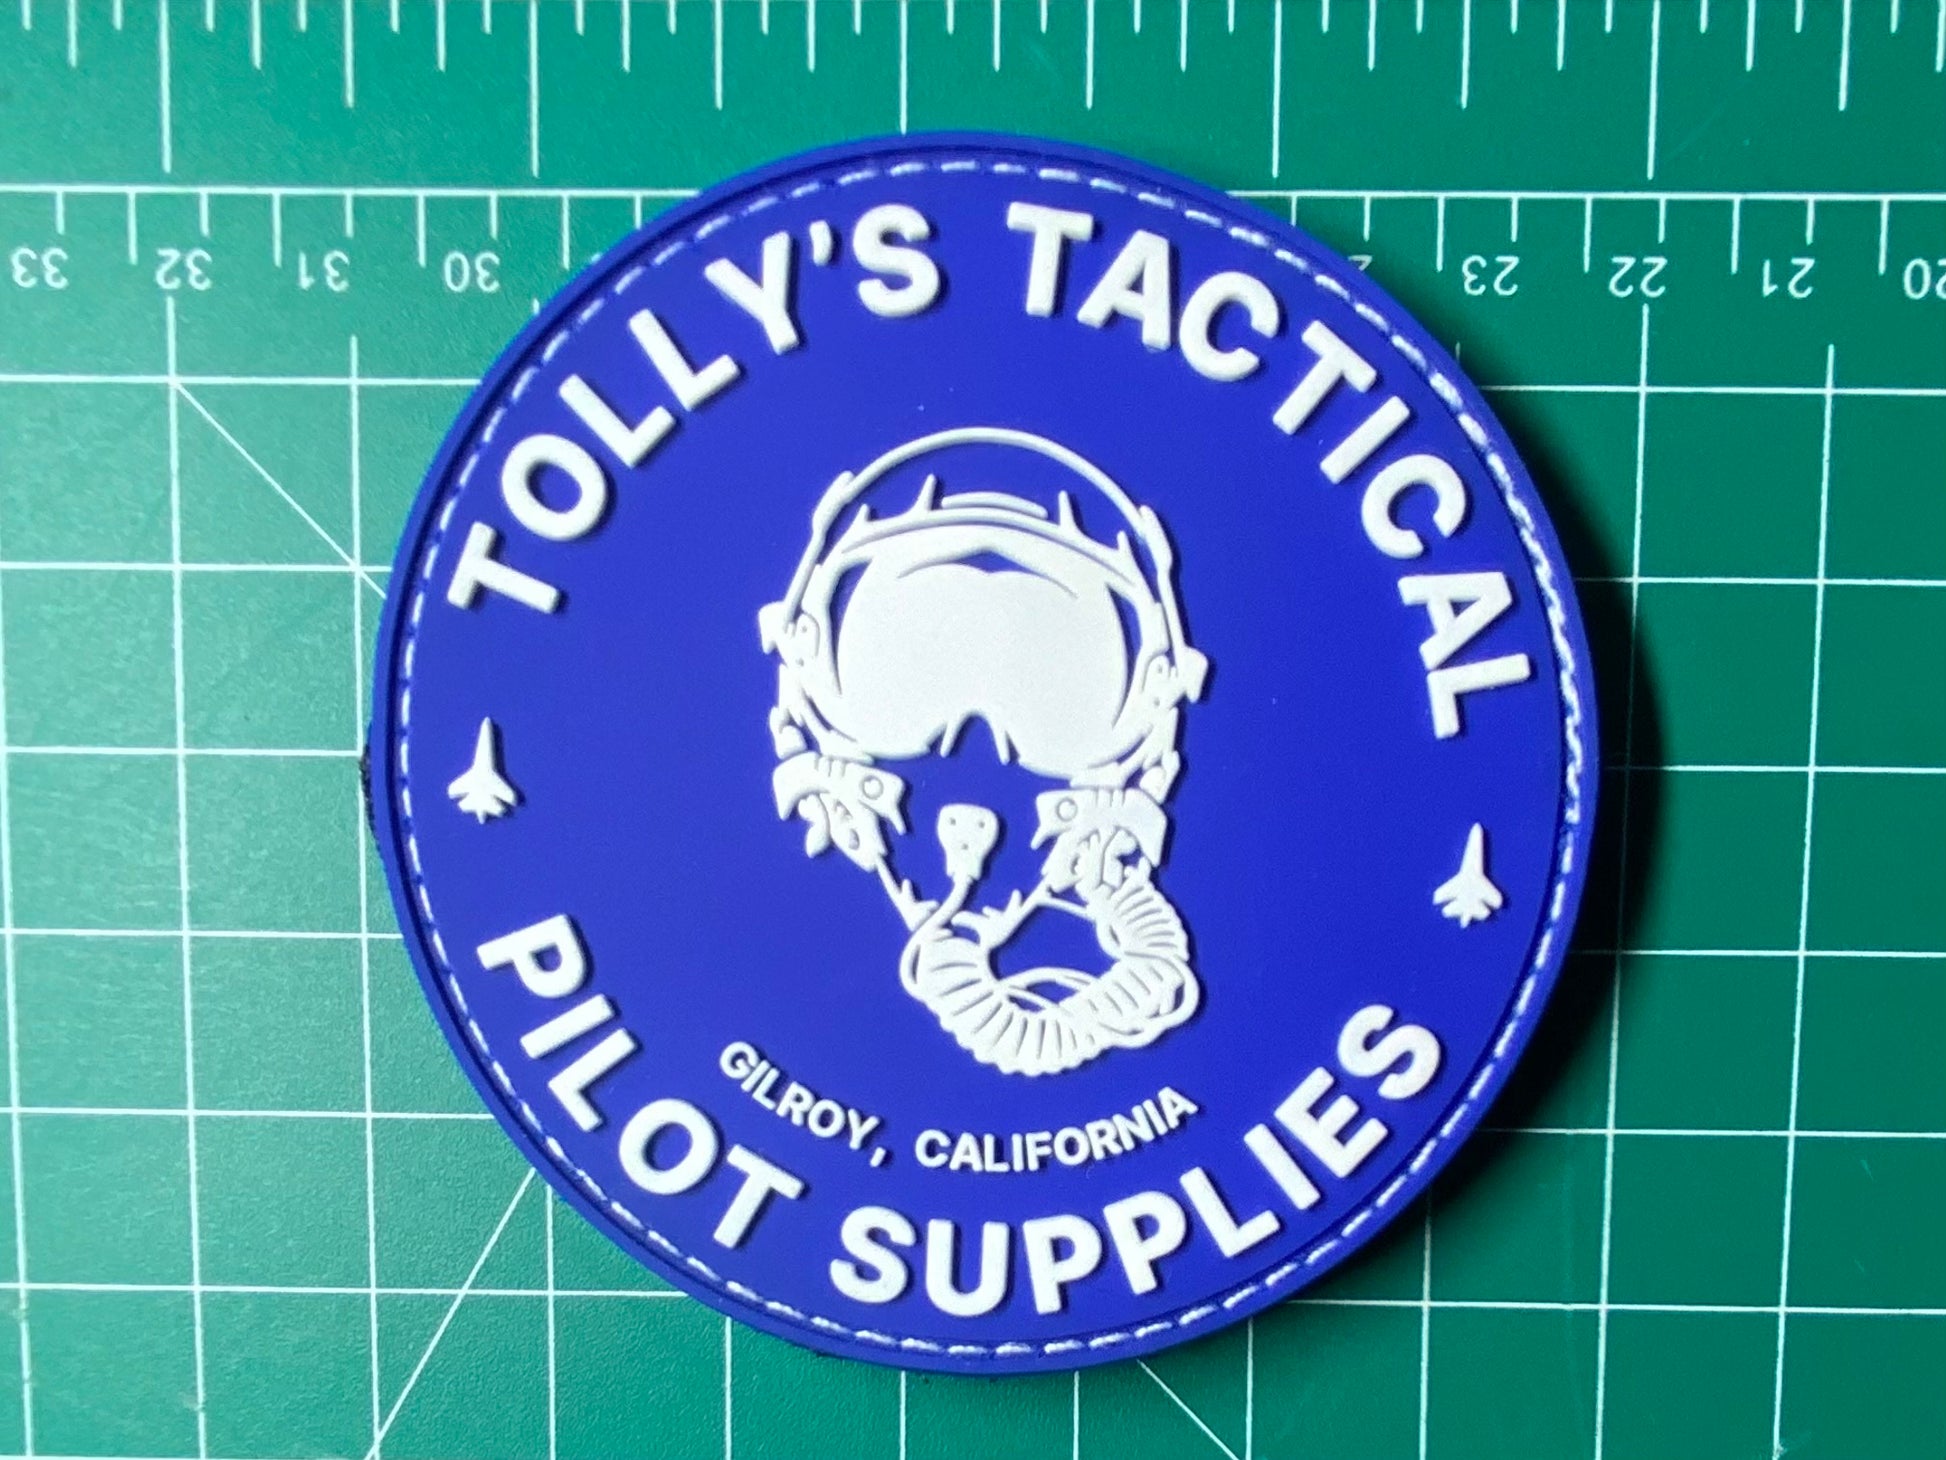 33 32 31 30 23 22 21 20
TOLLY'S TACTICAL
GILROY, CALIFORNIA
PILOT SUPPLIES